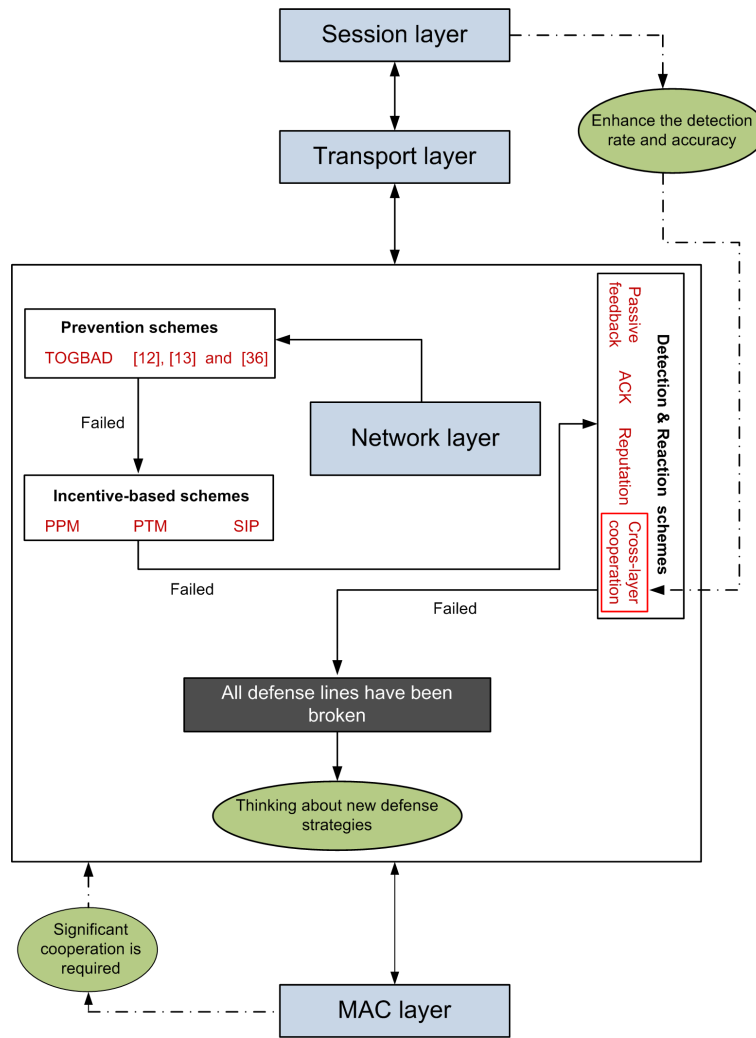 Session layer
Enhance the detection
rate and accuracy
Transport layer
Prevention schemes
TOGBAD [12], [13] and [36]
Failed
Network layer
Incentive-based schemes
PPM PTM SIP
Failed
Detection & Reaction schemes
Passive
feedback
ACK
Reputation
Cross-layer
cooperation
Failed
All defense lines have been
broken
Thinking about new defense
strategies
Significant
cooperation is
required
MAC layer